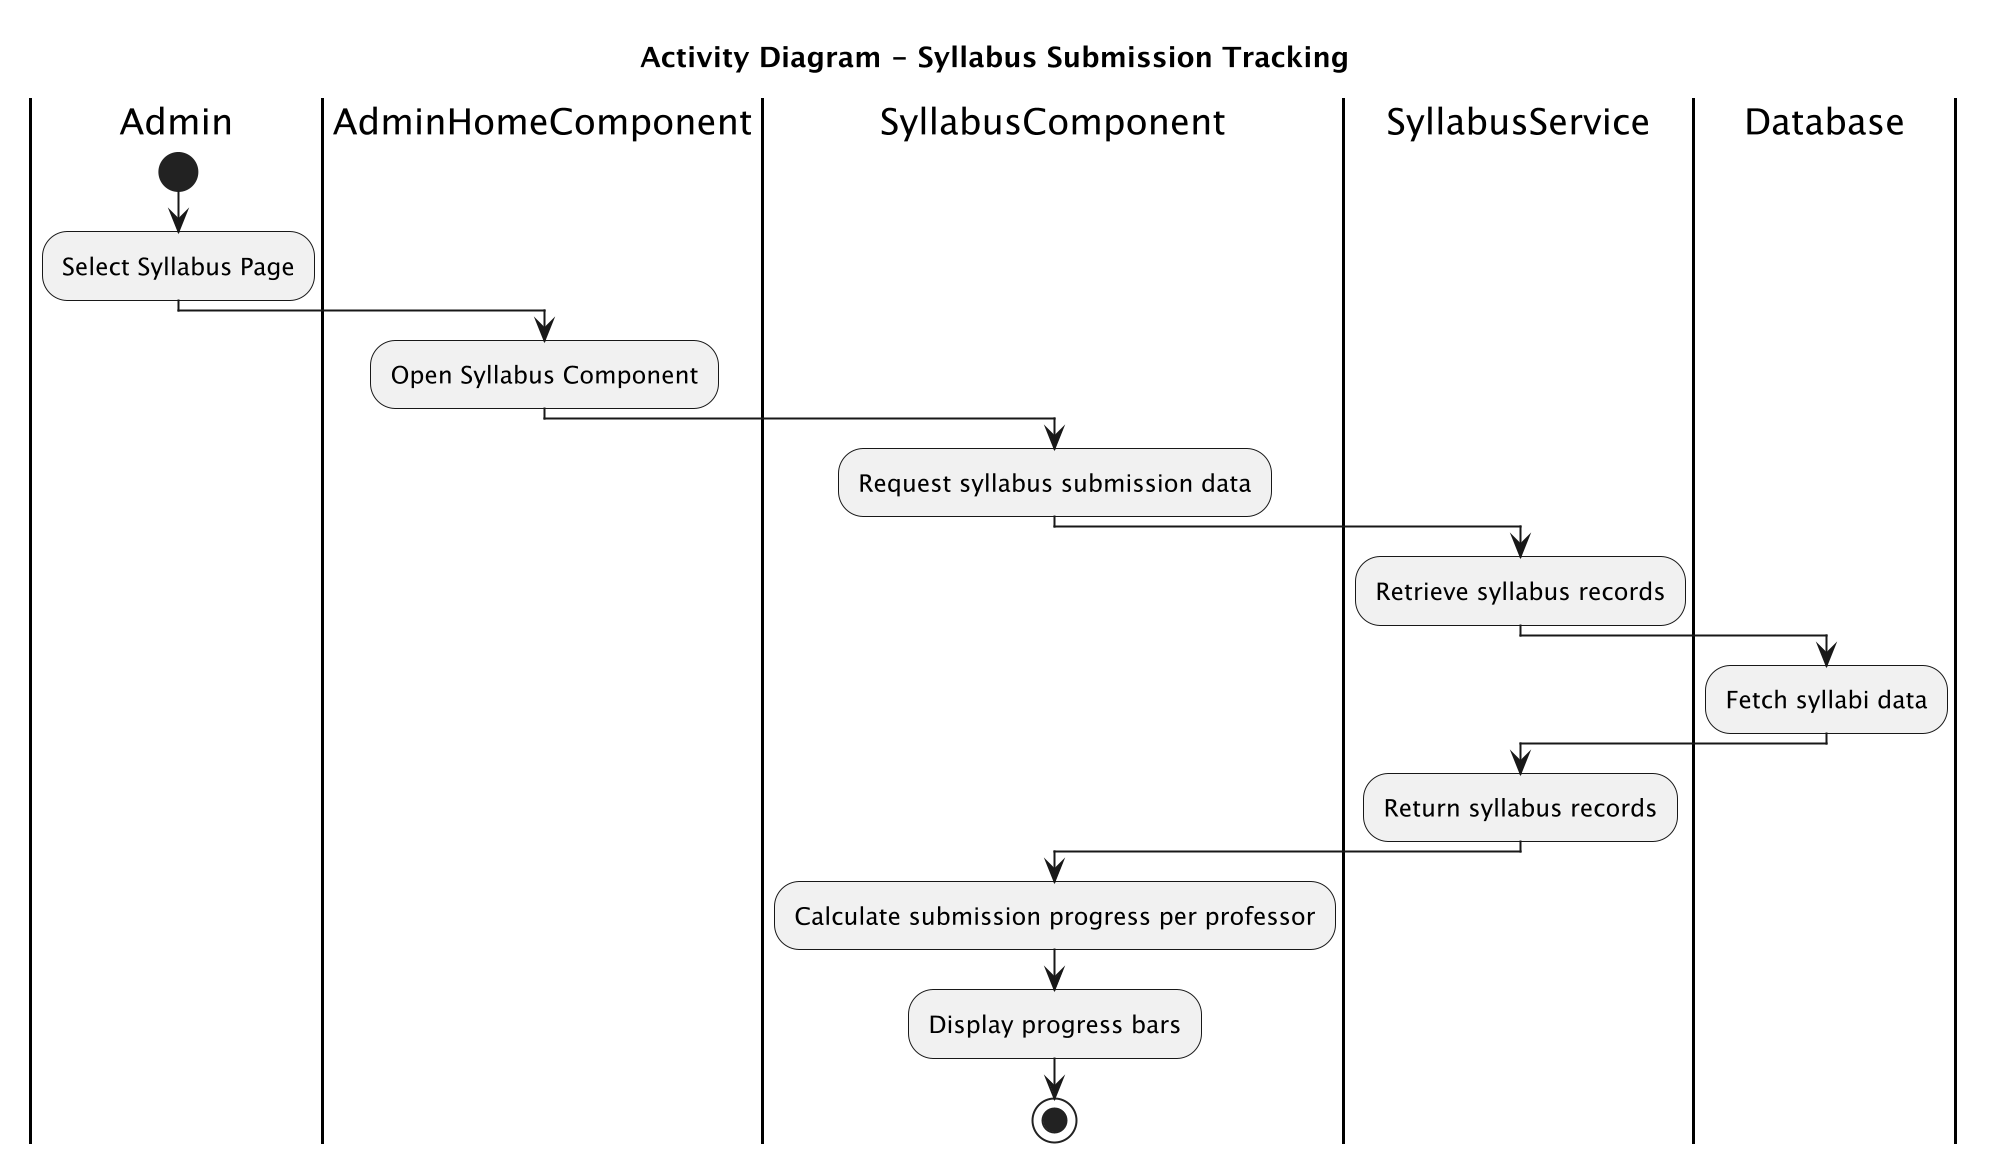 Activity Diagram – Syllabus Submission Tracking
Admin
AdminHomeComponent
SyllabusComponent
SyllabusService
Database
Select Syllabus Page
Open Syllabus Component
Request syllabus submission data
Retrieve syllabus records
Fetch syllabi data
Return syllabus records
Calculate submission progress per professor
Display progress bars